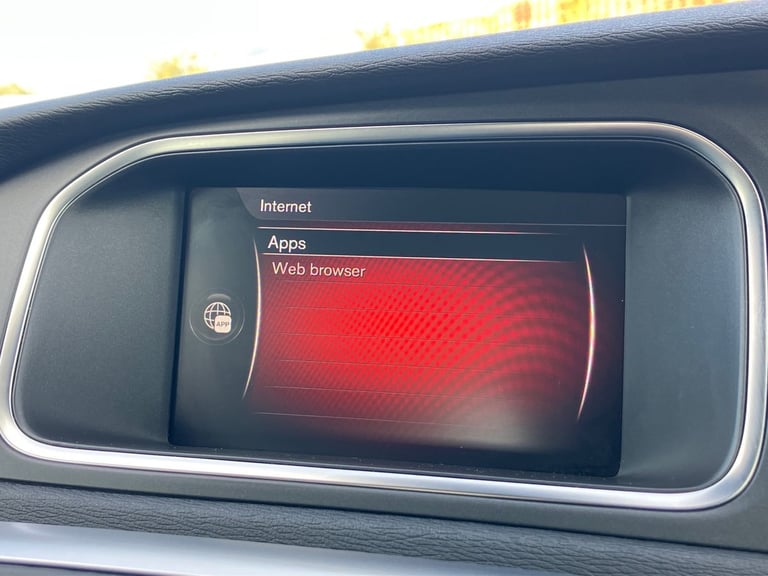 Internet
Apps
Web browser
APP